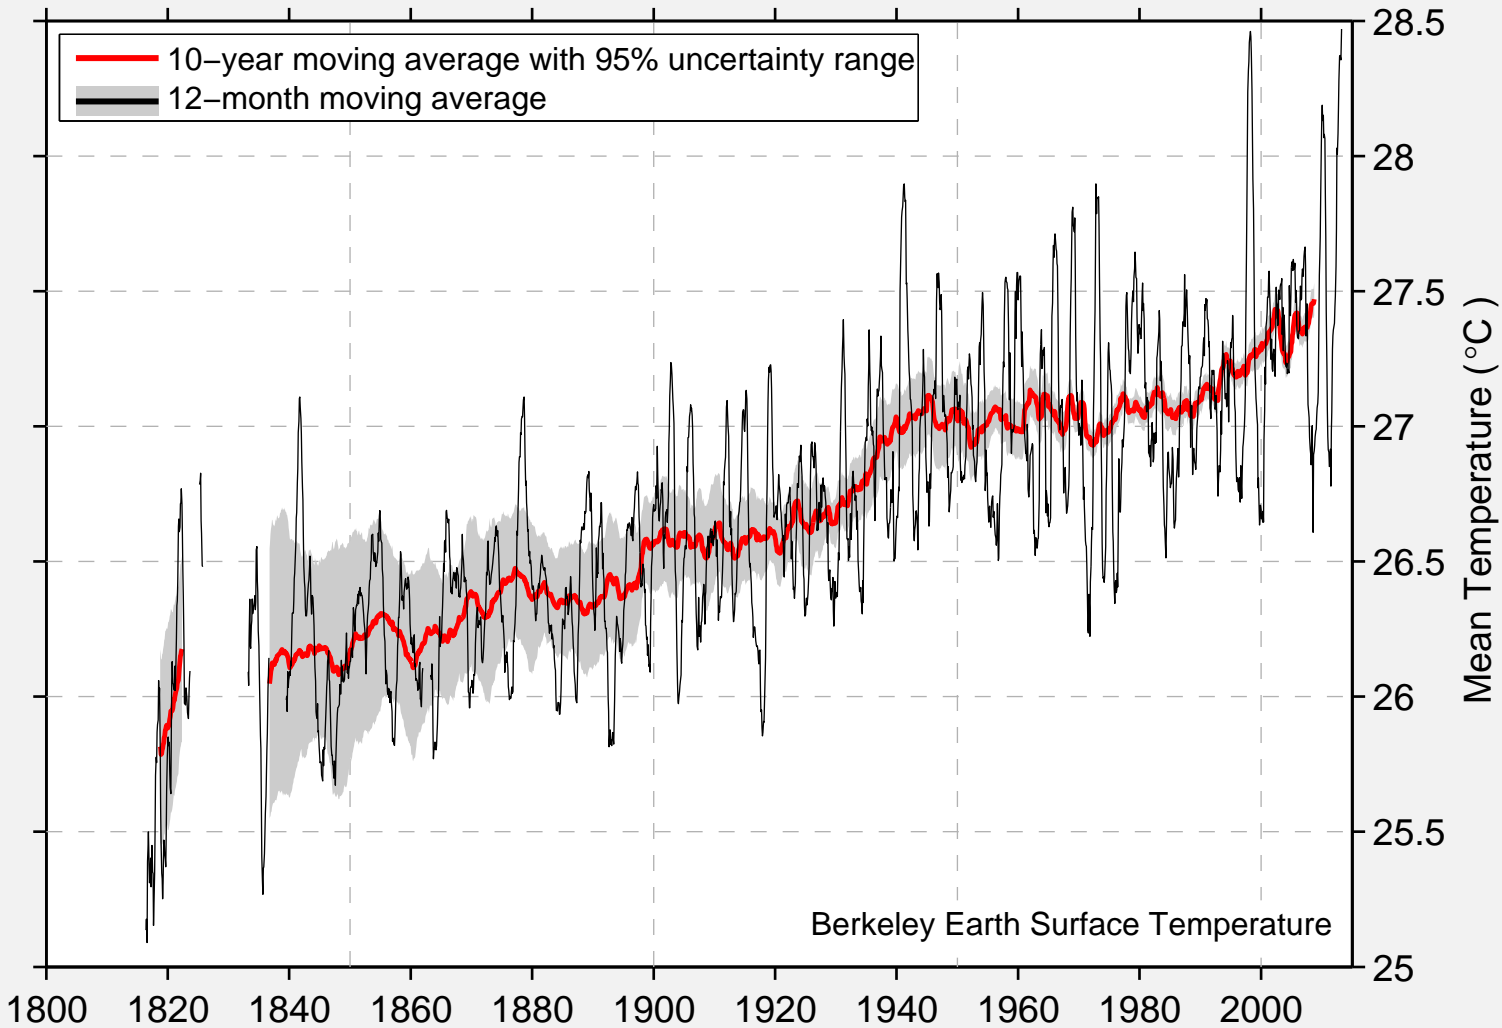 10−year moving average with 95% uncertainty range
12−month moving average
28.5
28
27.5
27
26.5
26
25.5
25
Mean Temperature (°C )
Berkeley Earth Surface Temperature
1800 1820 1840 1860 1880 1900 1920 1940 1960 1980 2000